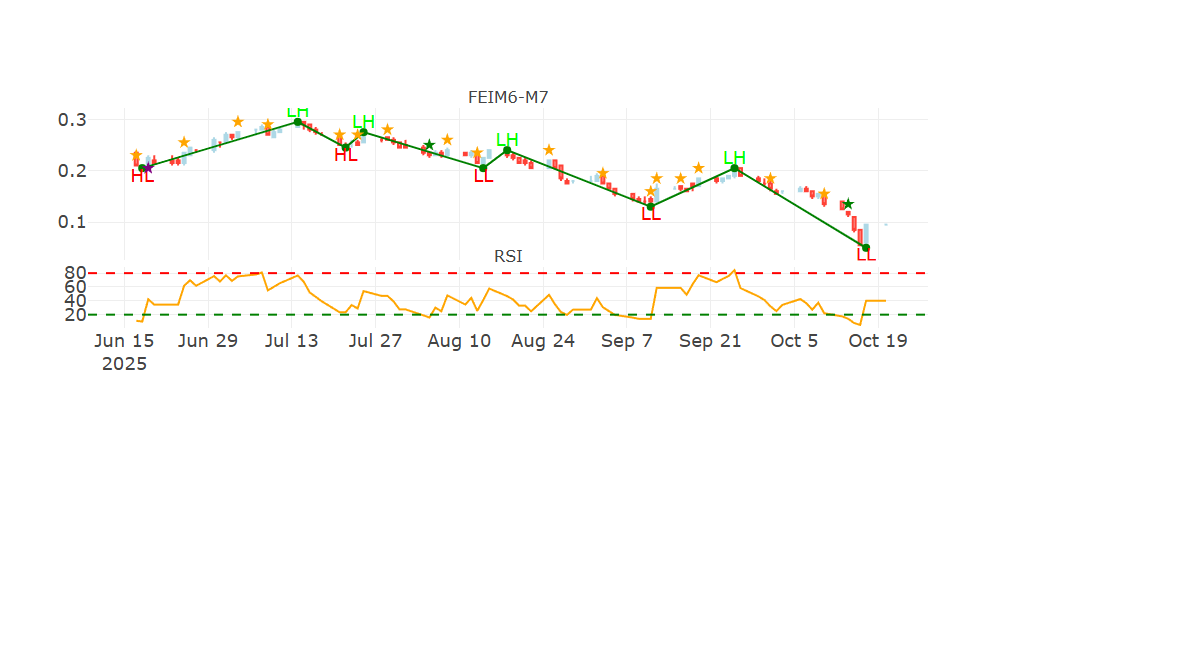 FEIM6-M7
0.3
0.2
0.1
HL
LH
HL
LH
LL
LH
LL
LH
LL
RSI
80
60
40
20
Jun 15 Jun 29 Jul 13 Jul 27 Aug 10 Aug 24 Sep 7 Sep 21 Oct 5 Oct 19
2025